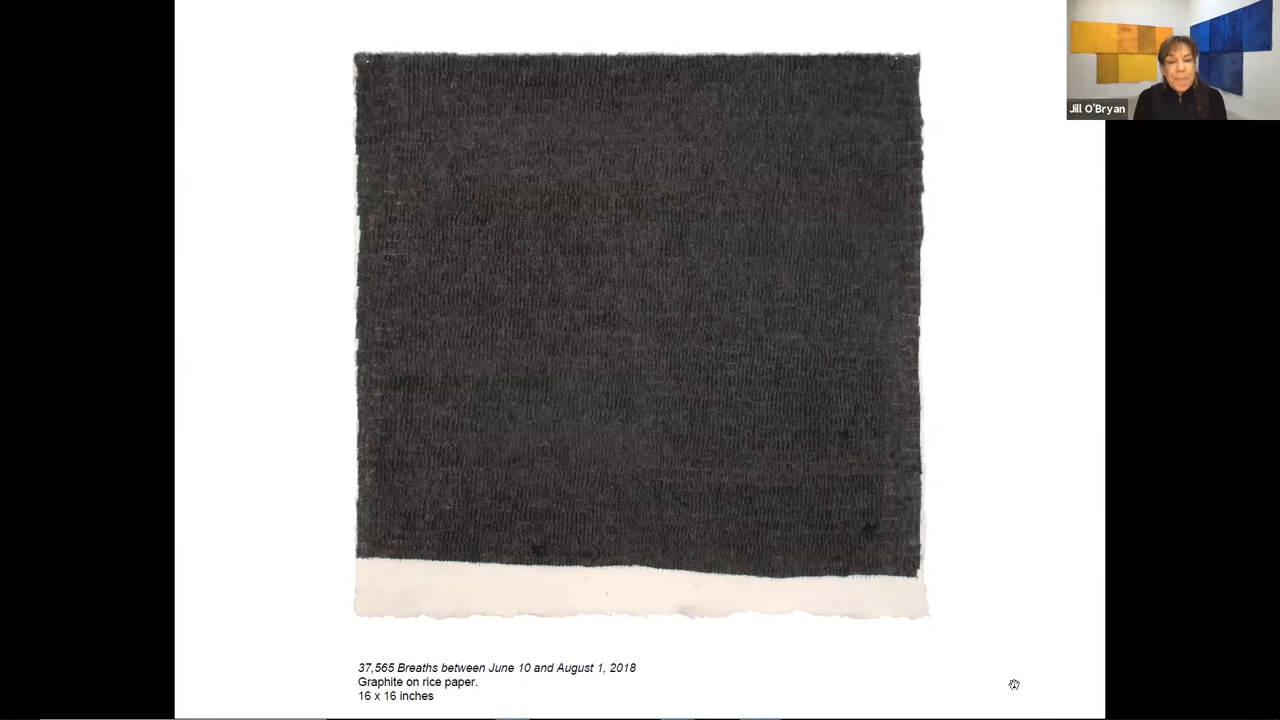 Jill O'Bryan
37,565 Breaths between June 10 and August 1, 2018
Graphite on rice paper.
16 x 16 inches